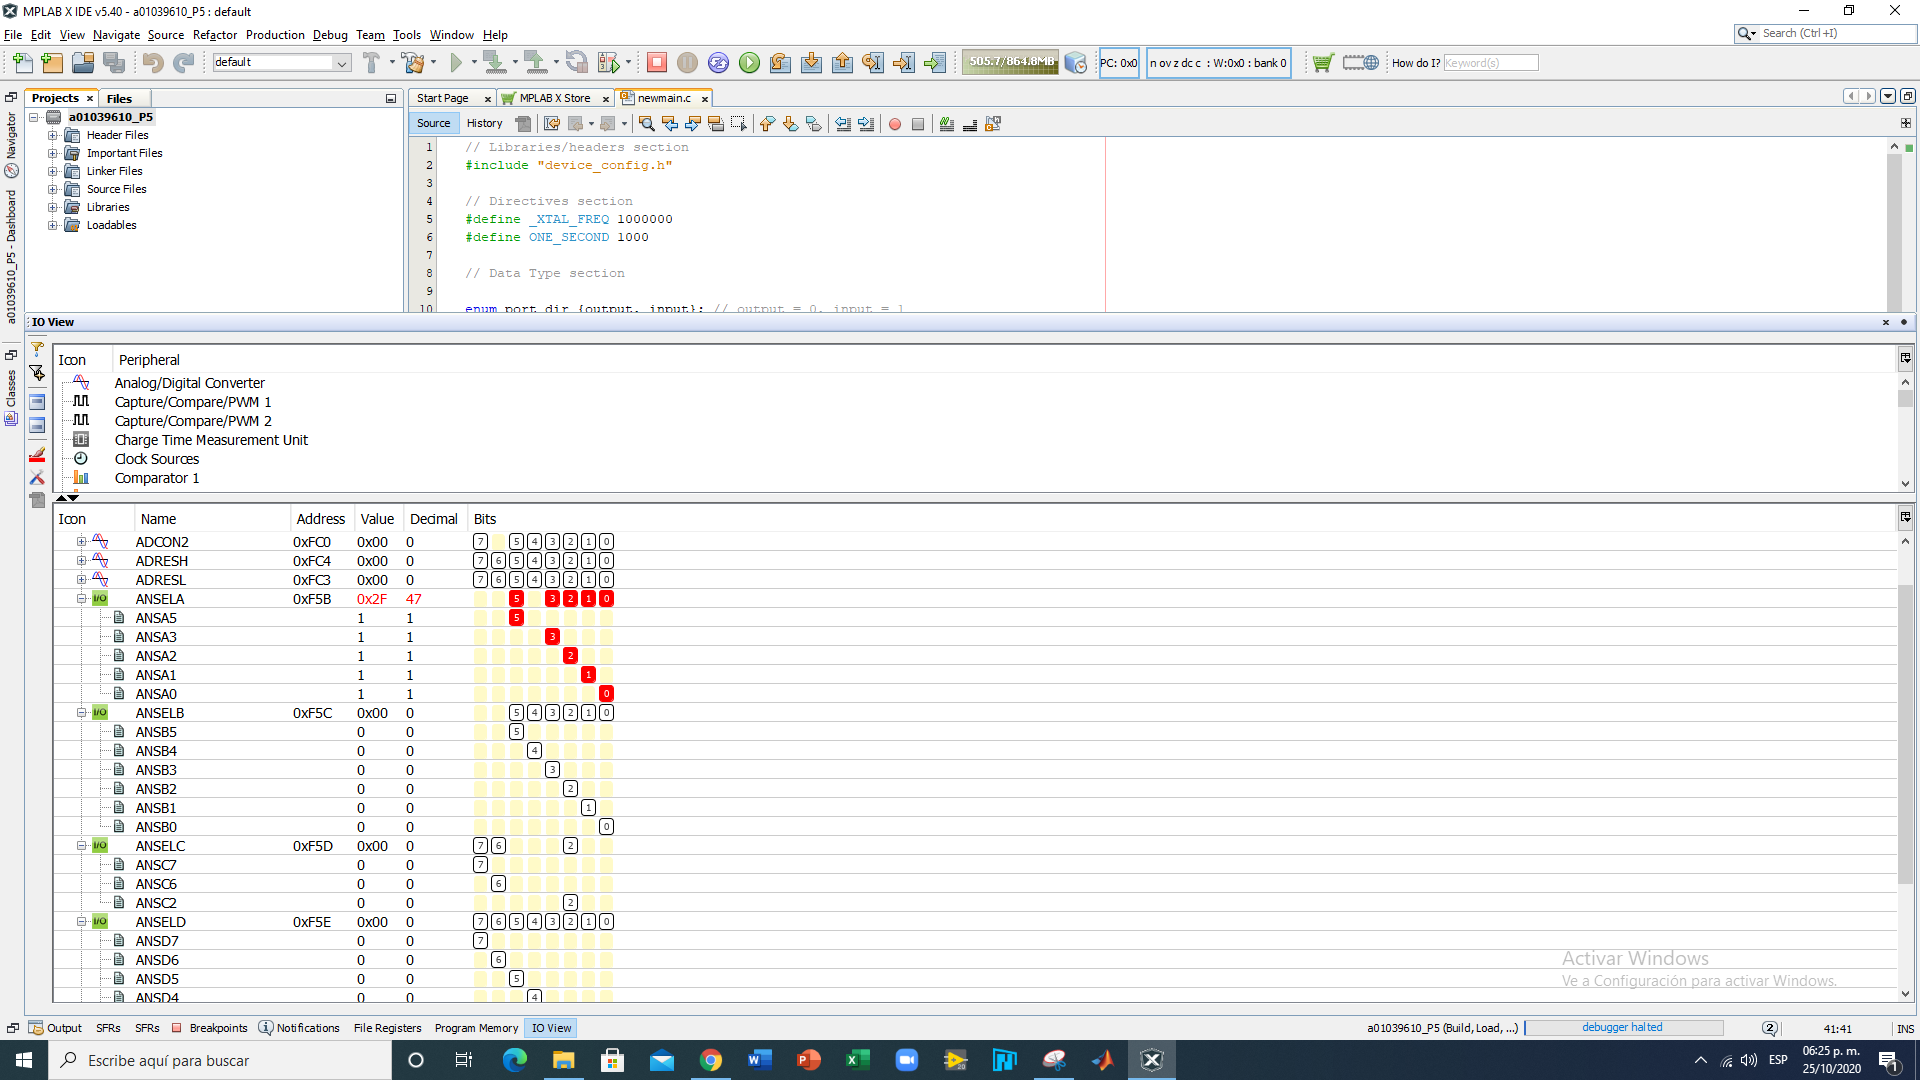 MPLAB X IDE v5.40 - a01039610_P5 : default
File Edit View Navigate Source Refactor Production Debug Team Tools Window Help
Search (Ctrl+I)
default
505.7/864.8MB
PC: 0x0
n ov z dc c : W:0x0 : bank 0
How do I?
Keyword(s)
Projects
Files
a01039610_P5
Header Files
Important Files
Linker Files
Source Files
Libraries
Loadables
Navigator
a01039610_P5 - Dashboard
Classes
Start Page
MPLAB X Store
newmain.c
Source
History
1 // Libraries/headers section
2 #include "device_config.h"
3
4 // Directives section
5 #define _XTAL_FREQ 1000000
6 #define ONE_SECOND 1000
7
8 // Data Type section
9
10 enum port_dir {output, input}; // output = 0, input = 1
IO View
Icon Peripheral
Analog/Digital Converter
Capture/Compare/PWM 1
Capture/Compare/PWM 2
Charge Time Measurement Unit
Clock Sources
Comparator 1
Icon Name Address Value Decimal Bits
ADCON2 0xFC0 0x00 0 7 5 4 3 2 1 0
ADRESH 0xFC4 0x00 0 7 6 5 4 3 2 1 0
ADRESL 0xFC3 0x00 0 7 6 5 4 3 2 1 0
I/O ANSELA 0xF5B 0x2F 47 5 3 2 1 0
ANSA5 1 1 5
ANSA3 1 1 3
ANSA2 1 1 2
ANSA1 1 1 1
ANSA0 1 1 0
I/O ANSELB 0xF5C 0x00 0 5 4 3 2 1 0
ANSB5 0 0 5
ANSB4 0 0 4
ANSB3 0 0 3
ANSB2 0 0 2
ANSB1 0 0 1
ANSB0 0 0 0
I/O ANSELC 0xF5D 0x00 0 7 6 2
ANSC7 0 0 7
ANSC6 0 0 6
ANSC2 0 0 2
I/O ANSELD 0xF5E 0x00 0 7 6 5 4 3 2 1 0
ANSD7 0 0 7
ANSD6 0 0 6
ANSD5 0 0 5
ANSD4 0 0 4
Activar Windows
Ve a Configuración para activar Windows.
Output SFRs SFRs Breakpoints Notifications File Registers Program Memory IO View
a01039610_P5 (Build, Load, ...)
debugger halted
2
41:41
INS
Escribe aquí para buscar
ESP
06:25 p. m.
25/10/2020
1